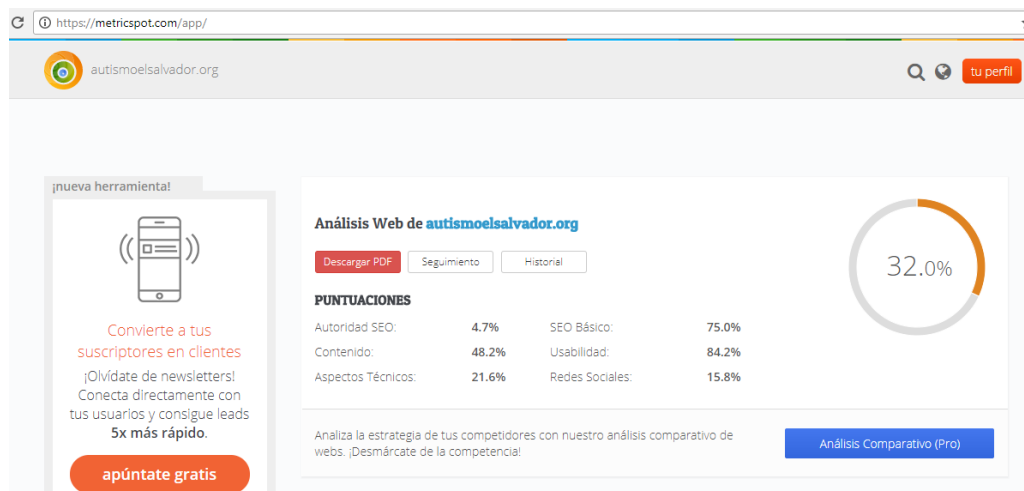 https://metricspot.com/app/
autismoelsalvador.org
tu perfil
¡nueva herramienta!
Convierte a tus
suscriptores en clientes
¡Olvídate de newsletters!
Conecta directamente con
tus usuarios y consigue leads
5x más rápido.
apúntate gratis
Análisis Web de autismoelsalvador.org
Descargar PDF Seguimiento Historial
PUNTUACIONES
Autoridad SEO: 4.7% SEO Básico: 75.0%
Contenido: 48.2% Usabilidad: 84.2%
Aspectos Técnicos: 21.6% Redes Sociales: 15.8%
32.0%
Analiza la estrategia de tus competidores con nuestro análisis comparativo de
webs. ¡Desmárcate de la competencia!
Análisis Comparativo (Pro)